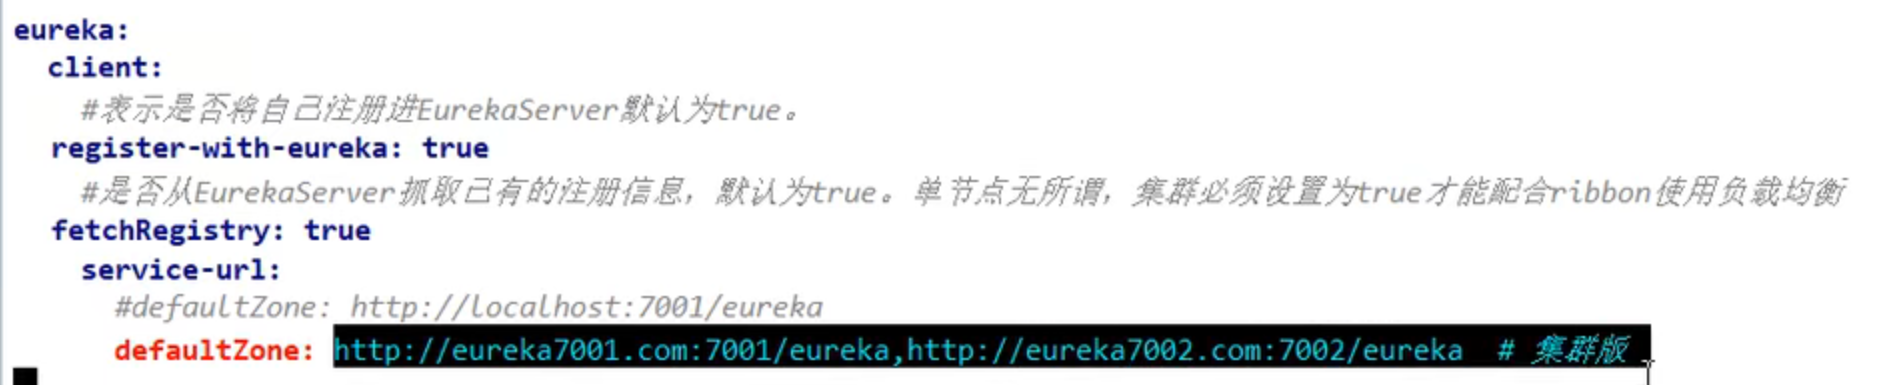 eureka:
client:
#表示是否将自己注册进EurekaServer默认为true。
register-with-eureka: true
#是否从EurekaServer抓取已有的注册信息，默认为true。单节点无所谓，集群必须设置为true才能配合ribbon使用负载均衡
fetchRegistry: true
service-url:
#defaultZone: http://localhost:7001/eureka
defaultZone: http://eureka7001.com:7001/eureka,http://eureka7002.com:7002/eureka  # 集群版